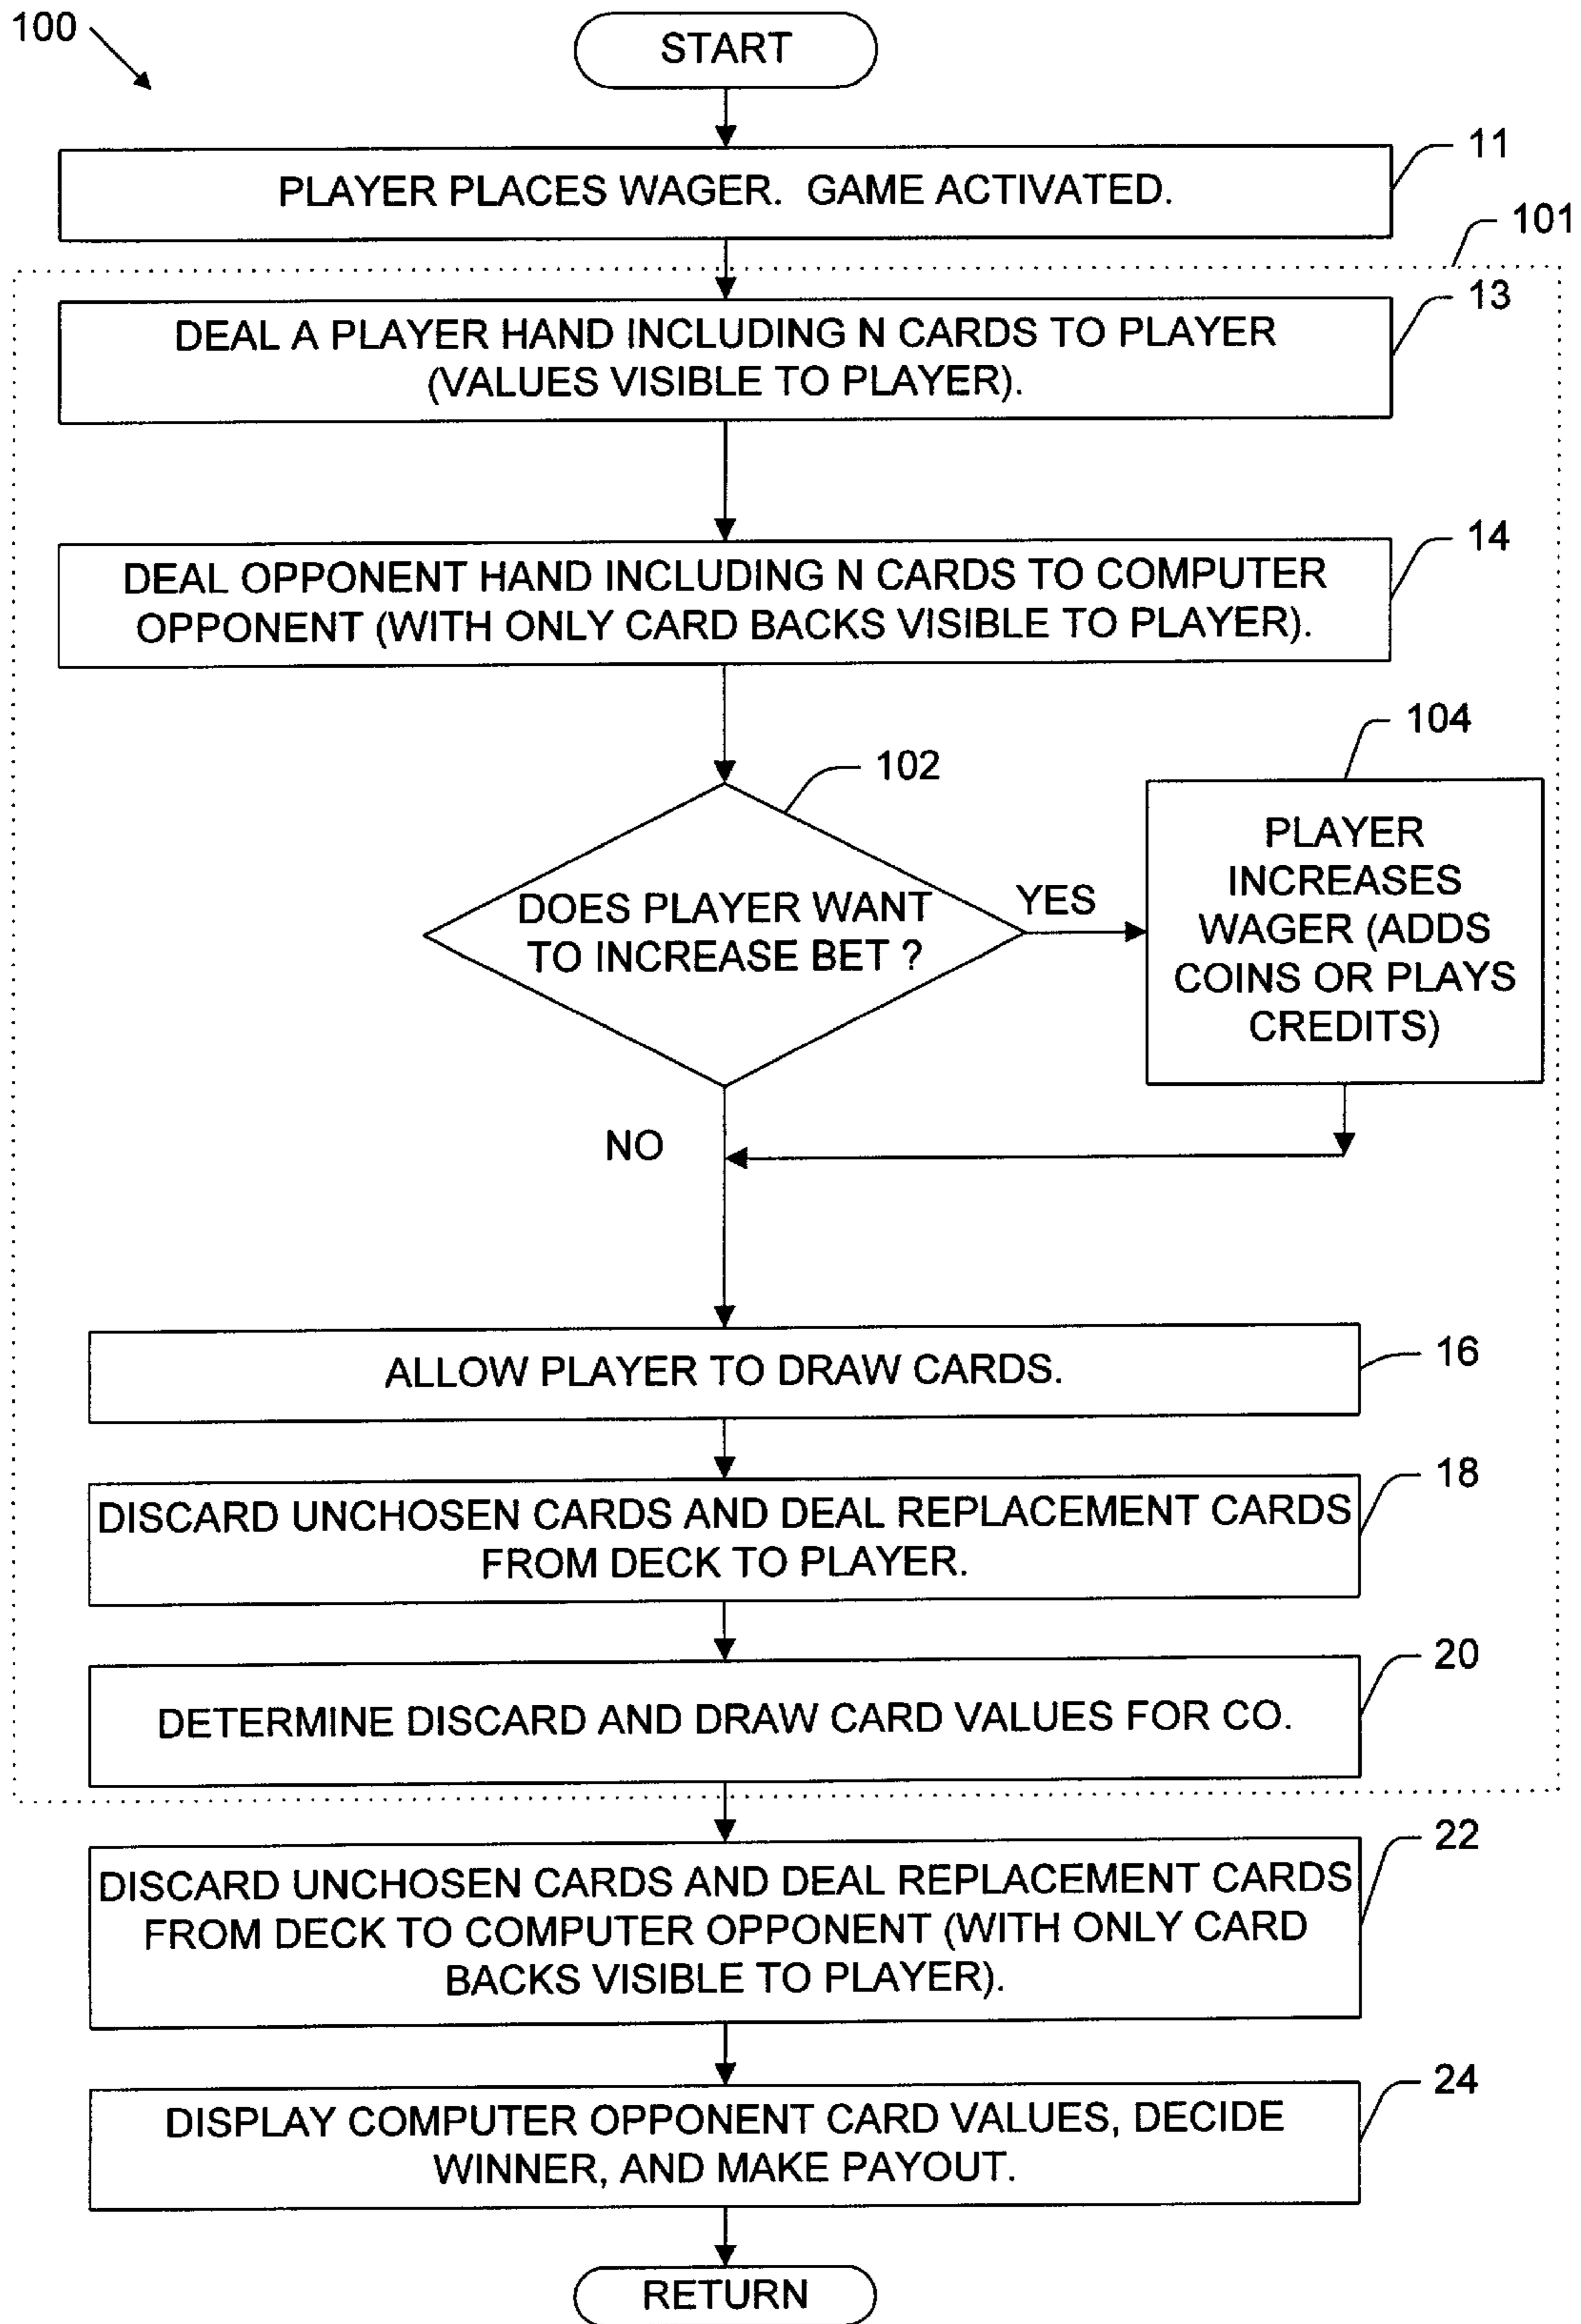 100
START
11
PLAYER PLACES WAGER. GAME ACTIVATED.
101
13
DEAL A PLAYER HAND INCLUDING N CARDS TO PLAYER
(VALUES VISIBLE TO PLAYER).
14
DEAL OPPONENT HAND INCLUDING N CARDS TO COMPUTER
OPPONENT (WITH ONLY CARD BACKS VISIBLE TO PLAYER).
102
DOES PLAYER WANT
TO INCREASE BET ?
YES
104
PLAYER
INCREASES
WAGER (ADDS
COINS OR PLAYS
CREDITS)
NO
16
ALLOW PLAYER TO DRAW CARDS.
18
DISCARD UNCHOSEN CARDS AND DEAL REPLACEMENT CARDS
FROM DECK TO PLAYER.
20
DETERMINE DISCARD AND DRAW CARD VALUES FOR CO.
22
DISCARD UNCHOSEN CARDS AND DEAL REPLACEMENT CARDS
FROM DECK TO COMPUTER OPPONENT (WITH ONLY CARD
BACKS VISIBLE TO PLAYER).
24
DISPLAY COMPUTER OPPONENT CARD VALUES, DECIDE
WINNER, AND MAKE PAYOUT.
RETURN